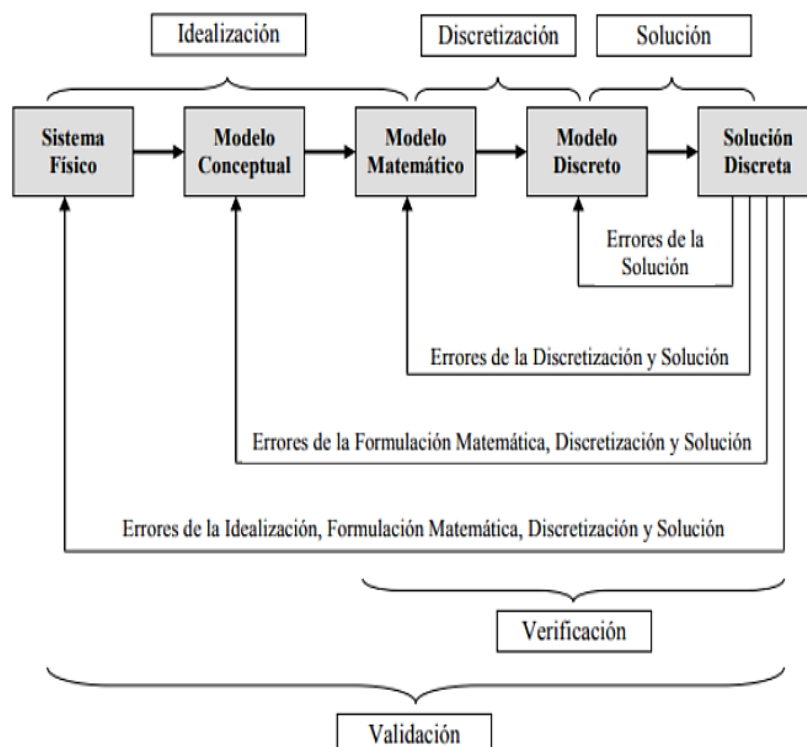 Idealización
Discretización
Solución
Sistema
Físico
Modelo
Conceptual
Modelo
Matemático
Modelo
Discreto
Solución
Discreta
Errores de la
Solución
Errores de la Discretización y Solución
Errores de la Formulación Matemática, Discretización y Solución
Errores de la Idealización, Formulación Matemática, Discretización y Solución
Verificación
Validación